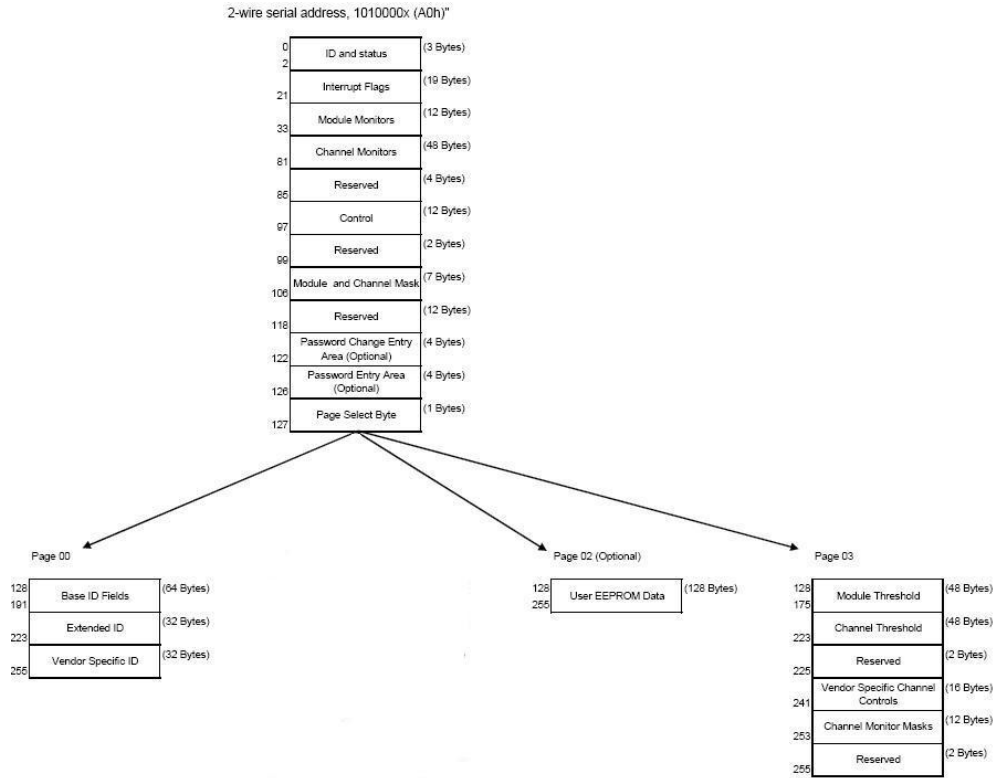 2-wire serial address, 1010000x (A0h)"
0
2
ID and status
(3 Bytes)
21
Interrupt Flags
(19 Bytes)
33
Module Monitors
(12 Bytes)
81
Channel Monitors
(48 Bytes)
85
Reserved
(4 Bytes)
97
Control
(12 Bytes)
99
Reserved
(2 Bytes)
106
Module and Channel Mask
(7 Bytes)
118
Reserved
(12 Bytes)
122
Password Change Entry
Area (Optional)
(4 Bytes)
126
Password Entry Area
(Optional)
(4 Bytes)
127
Page Select Byte
(1 Bytes)
Page 00
128
191
Base ID Fields
(64 Bytes)
223
Extended ID
(32 Bytes)
255
Vendor Specific ID
(32 Bytes)
Page 02 (Optional)
128
255
User EEPROM Data
(128 Bytes)
Page 03
128
175
Module Threshold
(48 Bytes)
223
Channel Threshold
(48 Bytes)
225
Reserved
(2 Bytes)
241
Vendor Specific Channel
Controls
(16 Bytes)
253
Channel Monitor Masks
(12 Bytes)
255
Reserved
(2 Bytes)